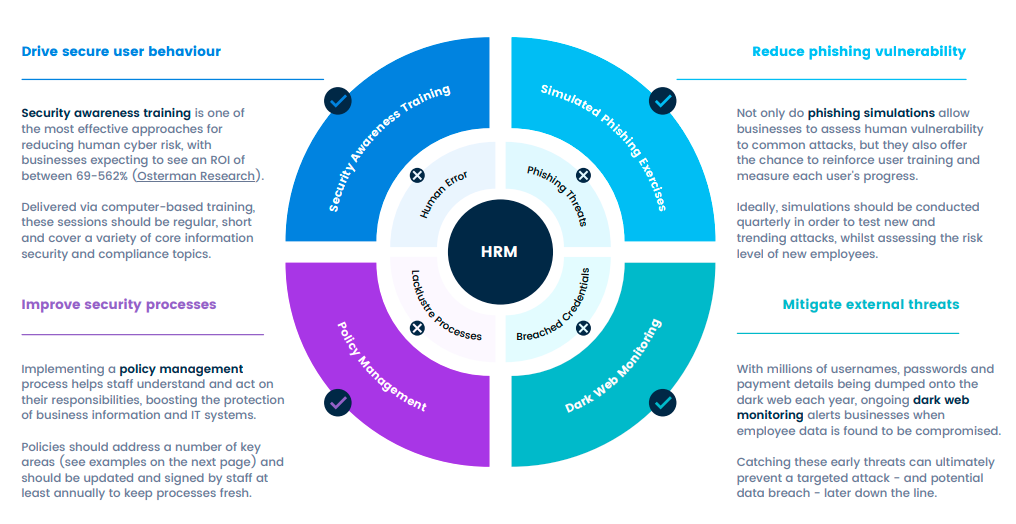 Drive secure user behaviour
Security awareness training is one of
the most effective approaches for
reducing human cyber risk, with
businesses expecting to see an ROI of
between 69-562% (Osterman Research).
Delivered via computer-based training,
these sessions should be regular, short
and cover a variety of core information
security and compliance topics.
Improve security processes
Implementing a policy management
process helps staff understand and act on
their responsibilities, boosting the protection
of business information and IT systems.
Policies should address a number of key
areas (see examples on the next page) and
should be updated and signed by staff at
least annually to keep processes fresh.
Security Awareness Training
Simulated Phishing Exercises
Human Error
Phishing Threats
HRM
Lacklustre Processes
Breached Credentials
Policy Management
Dark Web Monitoring
Reduce phishing vulnerability
Not only do phishing simulations allow
businesses to assess human vulnerability
to common attacks, but they also offer
the chance to reinforce user training and
measure each user's progress.
Ideally, simulations should be conducted
quarterly in order to test new and
trending attacks, whilst assessing the risk
level of new employees.
Mitigate external threats
With millions of usernames, passwords and
payment details being dumped onto the
dark web each year, ongoing dark web
monitoring alerts businesses when
employee data is found to be compromised.
Catching these early threats can ultimately
prevent a targeted attack - and potential
data breach - later down the line.